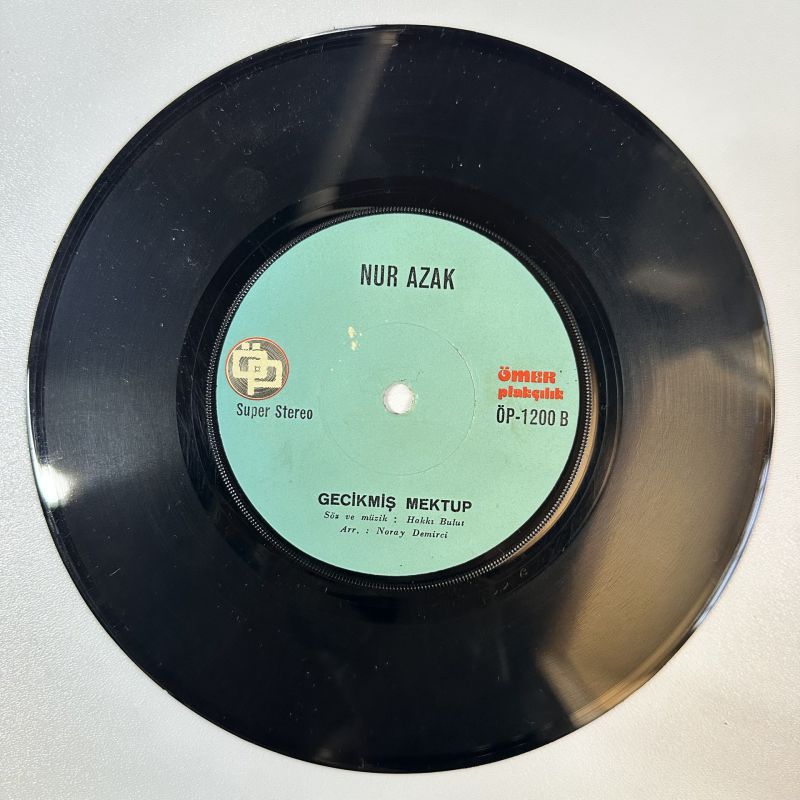 NUR AZAK
ÖP
Super Stereo
ÖMER
plakçılık
ÖP-1200 B
GECİKMİŞ MEKTUP
Söz ve müzik : Hakkı Bulut
Arr. : Noray Demirci